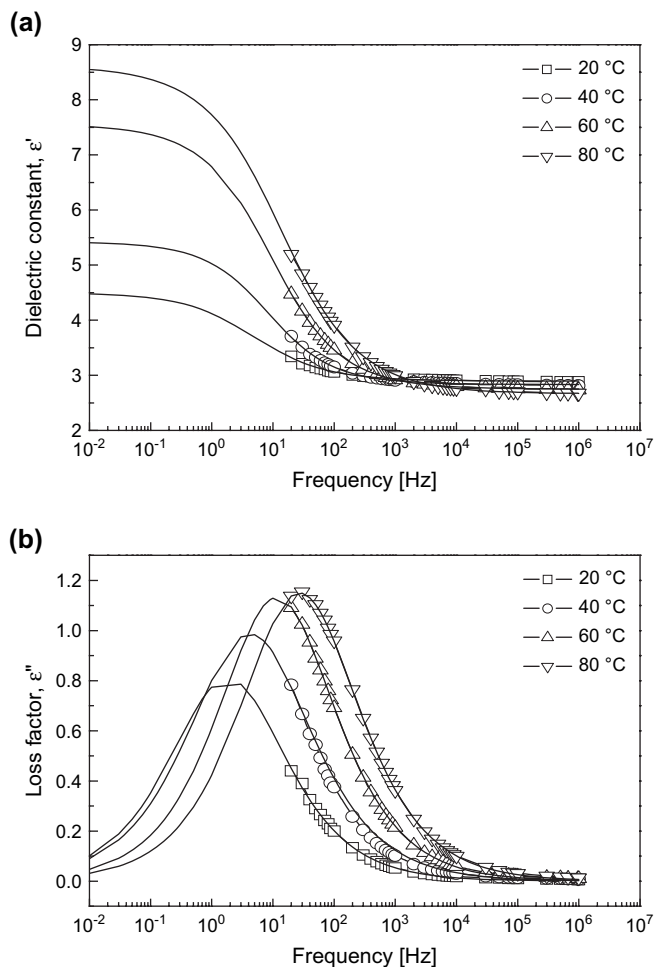 (a)
9
8
7
6
5
4
3
2
Dielectric constant, ε'
20 °C
40 °C
60 °C
80 °C
10⁻² 10⁻¹ 10⁰ 10¹ 10² 10³ 10⁴ 10⁵ 10⁶ 10⁷
Frequency [Hz]
(b)
1.2
1.0
0.8
0.6
0.4
0.2
0.0
Loss factor, ε"
20 °C
40 °C
60 °C
80 °C
10⁻² 10⁻¹ 10⁰ 10¹ 10² 10³ 10⁴ 10⁵ 10⁶ 10⁷
Frequency [Hz]